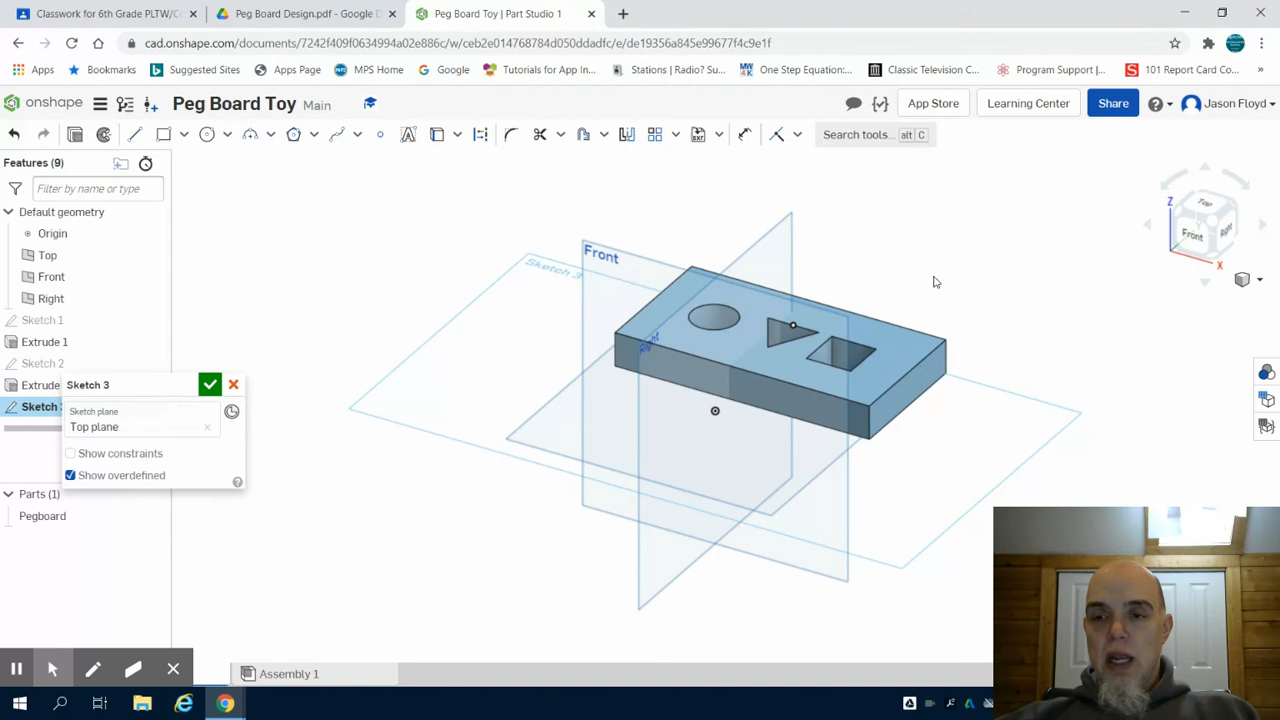 Classwork for 6th Grade PLTW/C
Peg Board Design.pdf - Google D
Peg Board Toy | Part Studio 1
cad.onshape.com/documents/7242f409f0634994a02e886c/w/ceb2e0147687f4d050ddadfc/e/de19356a845e99677f4c9e1f
Apps
Bookmarks
Suggested Sites
Apps Page
MPS Home
Google
Tutorials for App In...
Stations | Radio? Su...
One Step Equation:...
Classic Television C...
Program Support |...
101 Report Card Co...
»
onshape
Peg Board Toy Main
App Store
Learning Center
Share
Jason Floyd
Search tools... alt C
Features (9)
Filter by name or type
Default geometry
Origin
Top
Front
Right
Sketch 1
Extrude 1
Sketch 2
Extrude
Sketch
Sketch 3
Sketch plane
Top plane
Show constraints
Show overdefined
Parts (1)
Pegboard
Front
Sketch 3
Right
Z
Top
Front
Right
X
Assembly 1